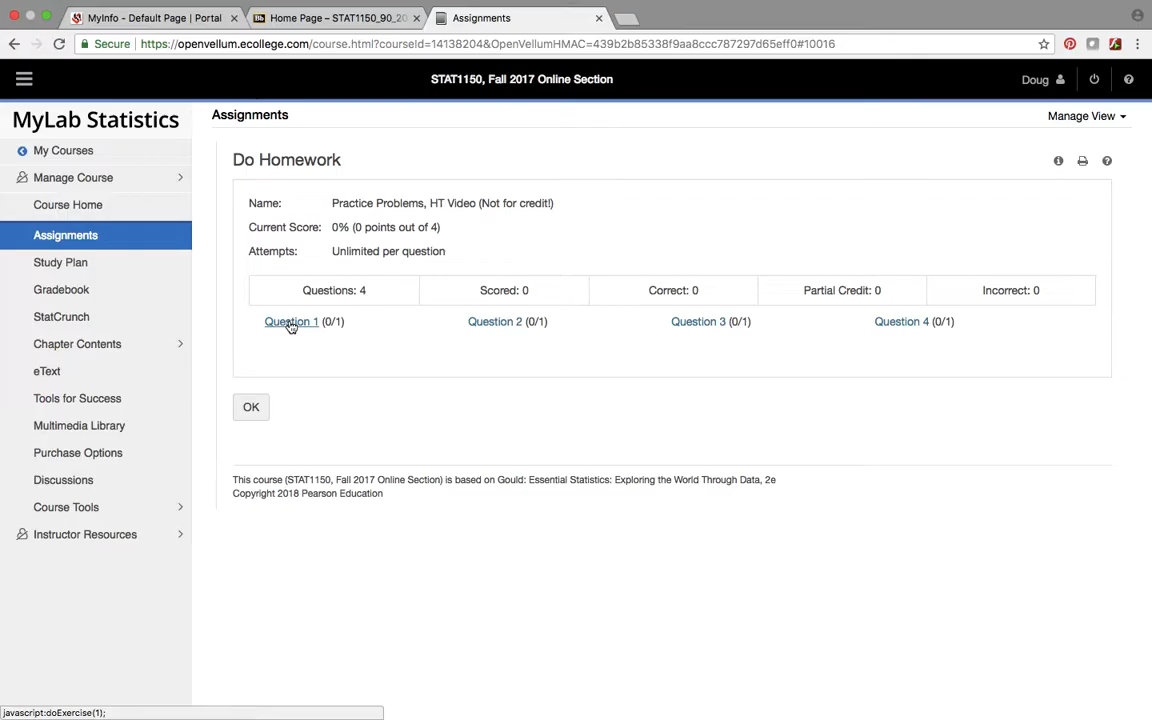 MyInfo - Default Page | Portal
Home Page – STAT1150_90_20
Assignments
Secure | https://openvellum.ecollege.com/course.html?courseId=14138204&OpenVellumHMAC=439b2b85338f9aa8ccc787297d65eff0#10016
STAT1150, Fall 2017 Online Section
Doug
MyLab Statistics
My Courses
Manage Course
Course Home
Assignments
Study Plan
Gradebook
StatCrunch
Chapter Contents
eText
Tools for Success
Multimedia Library
Purchase Options
Discussions
Course Tools
Instructor Resources
Assignments
Manage View
Do Homework
Name: Practice Problems, HT Video (Not for credit!)
Current Score: 0% (0 points out of 4)
Attempts: Unlimited per question
Questions: 4 Scored: 0 Correct: 0 Partial Credit: 0 Incorrect: 0
Question 1 (0/1) Question 2 (0/1) Question 3 (0/1) Question 4 (0/1)
OK
This course (STAT1150, Fall 2017 Online Section) is based on Gould: Essential Statistics: Exploring the World Through Data, 2e
Copyright 2018 Pearson Education
javascript:doExercise(1);